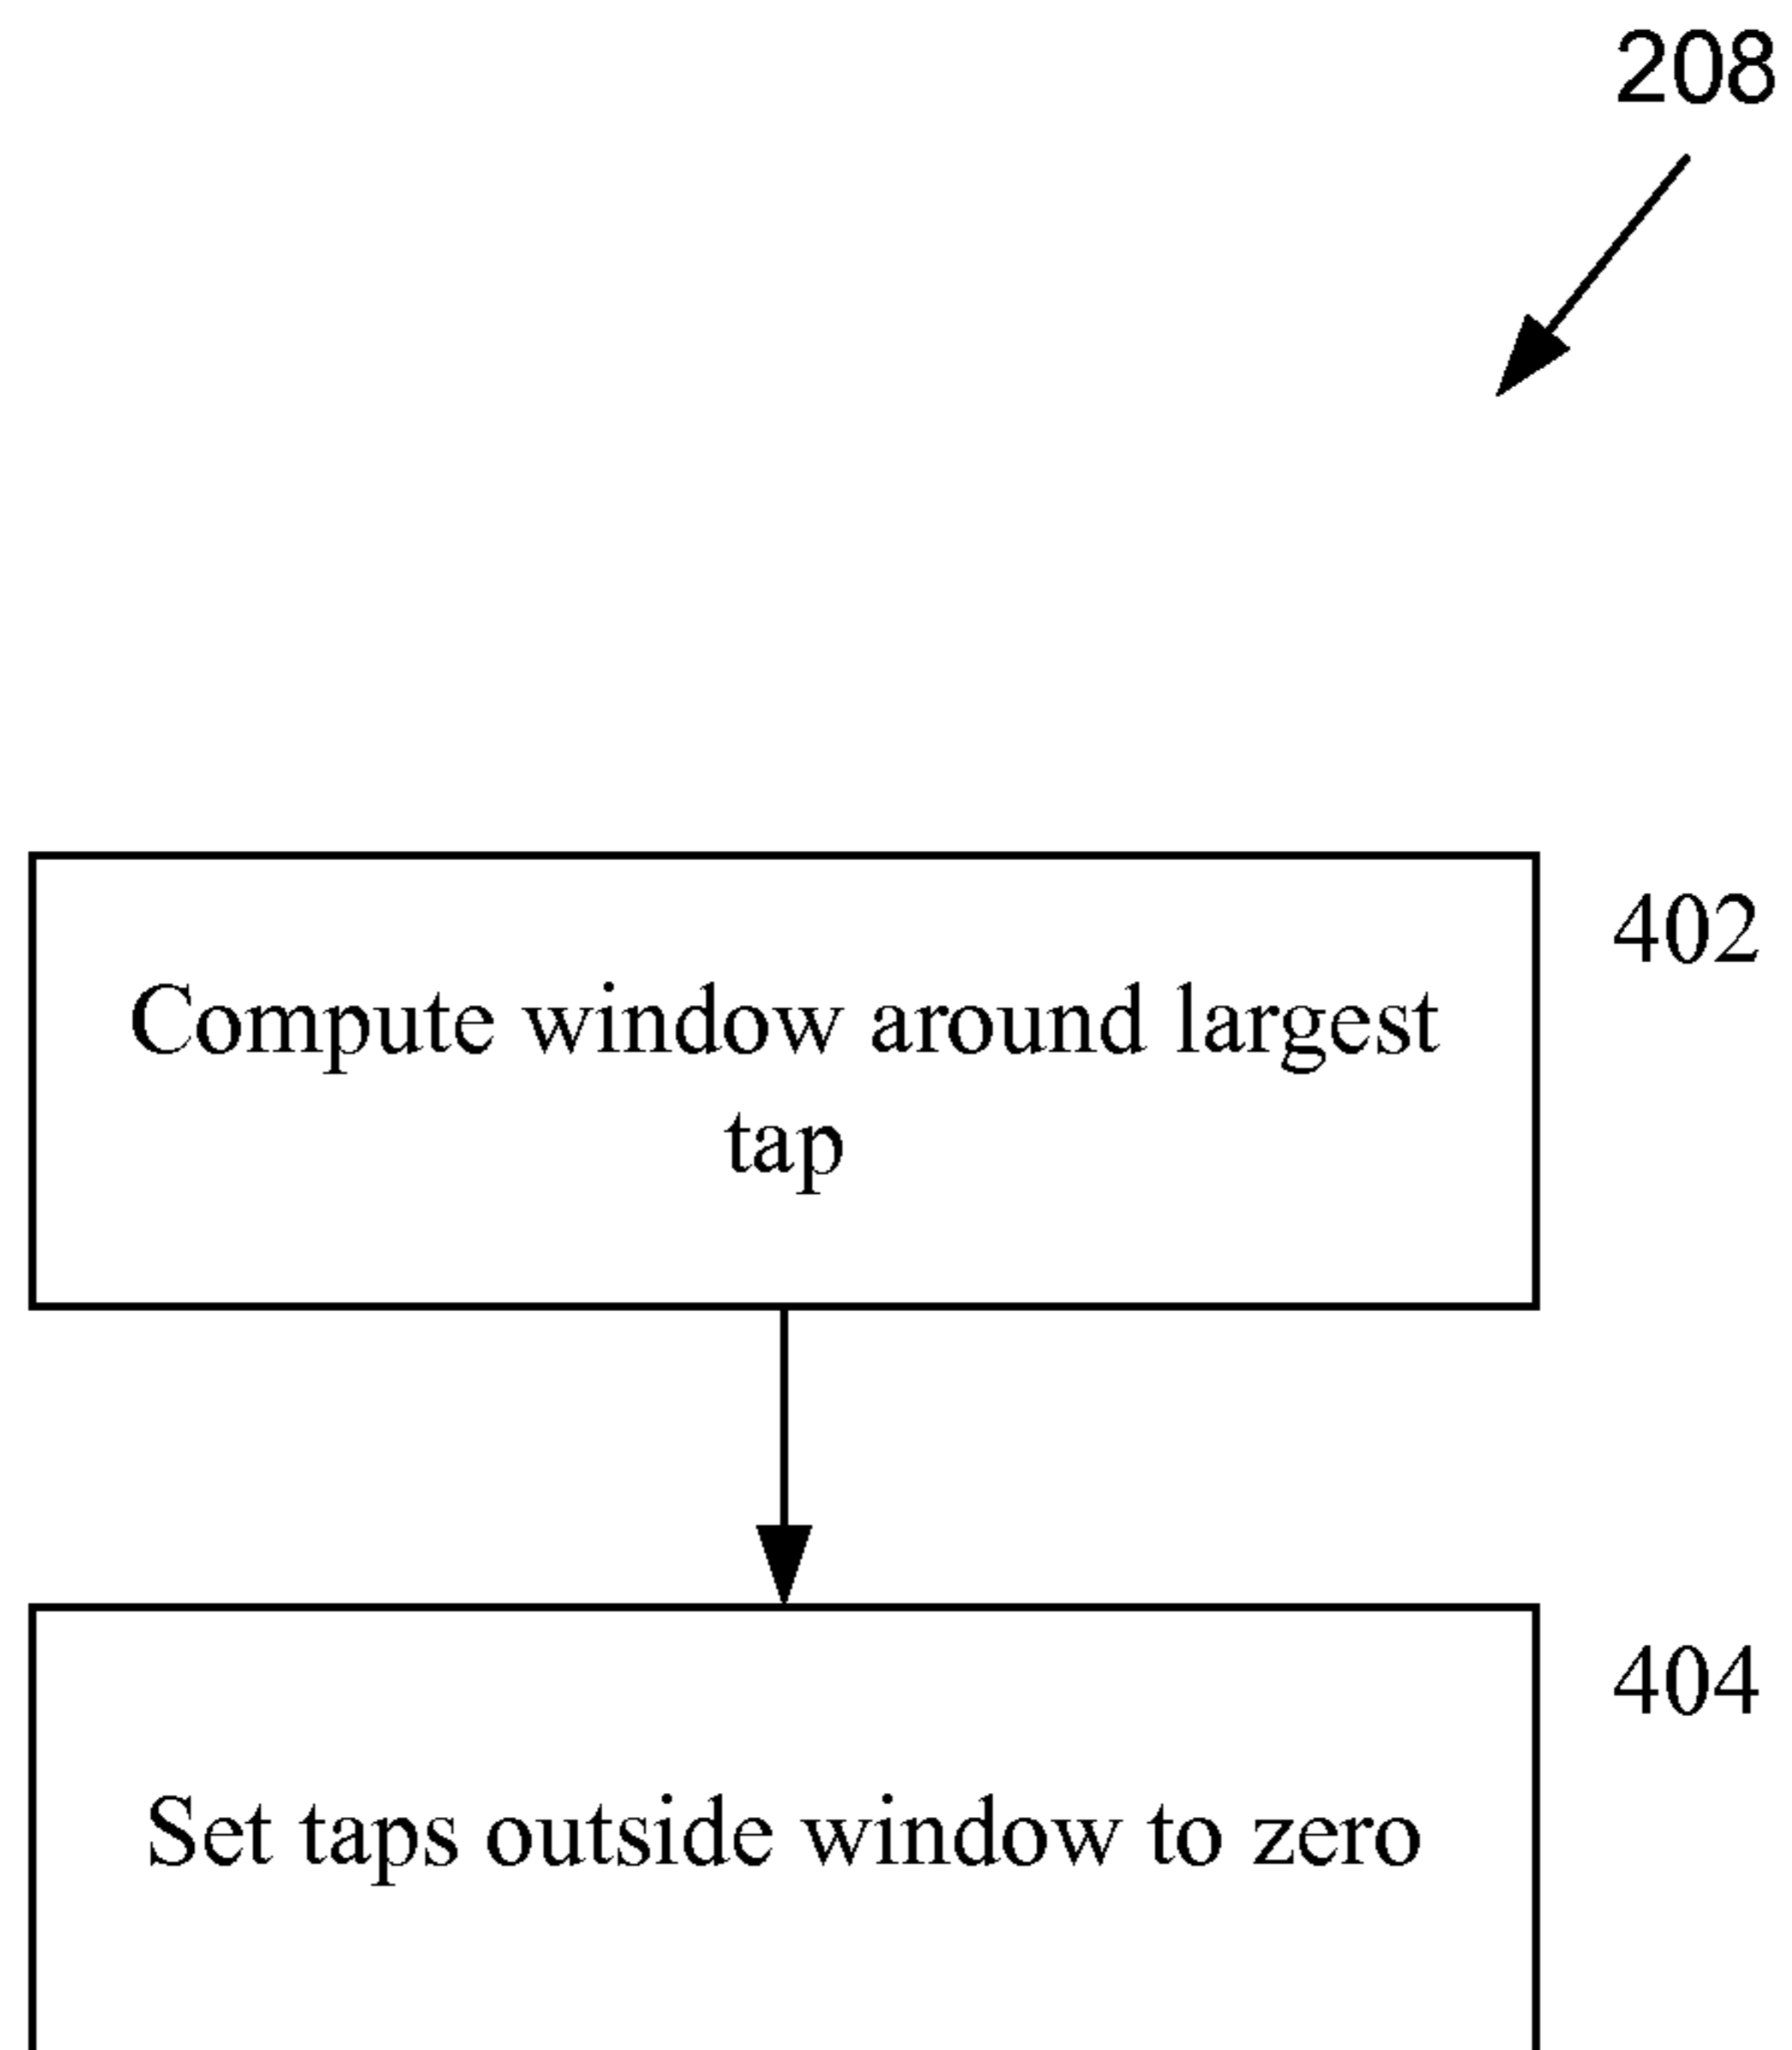 208
402
Compute window around largest
tap
404
Set taps outside window to zero